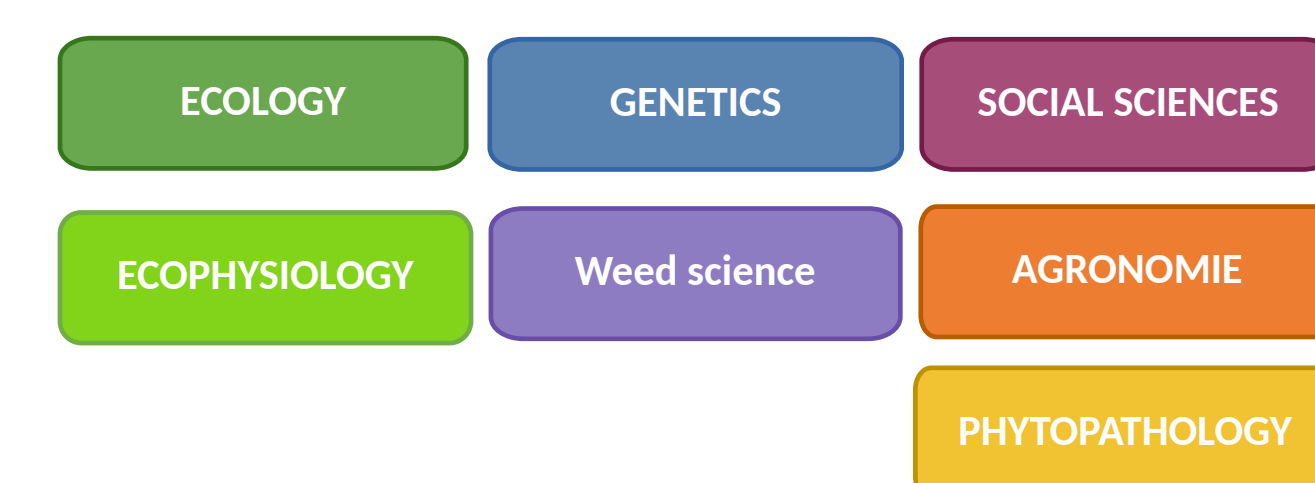 ECOLOGY
GENETICS
SOCIAL SCIENCES
ECOPHYSIOLOGY
Weed science
AGRONOMIE
PHYTOPATHOLOGY